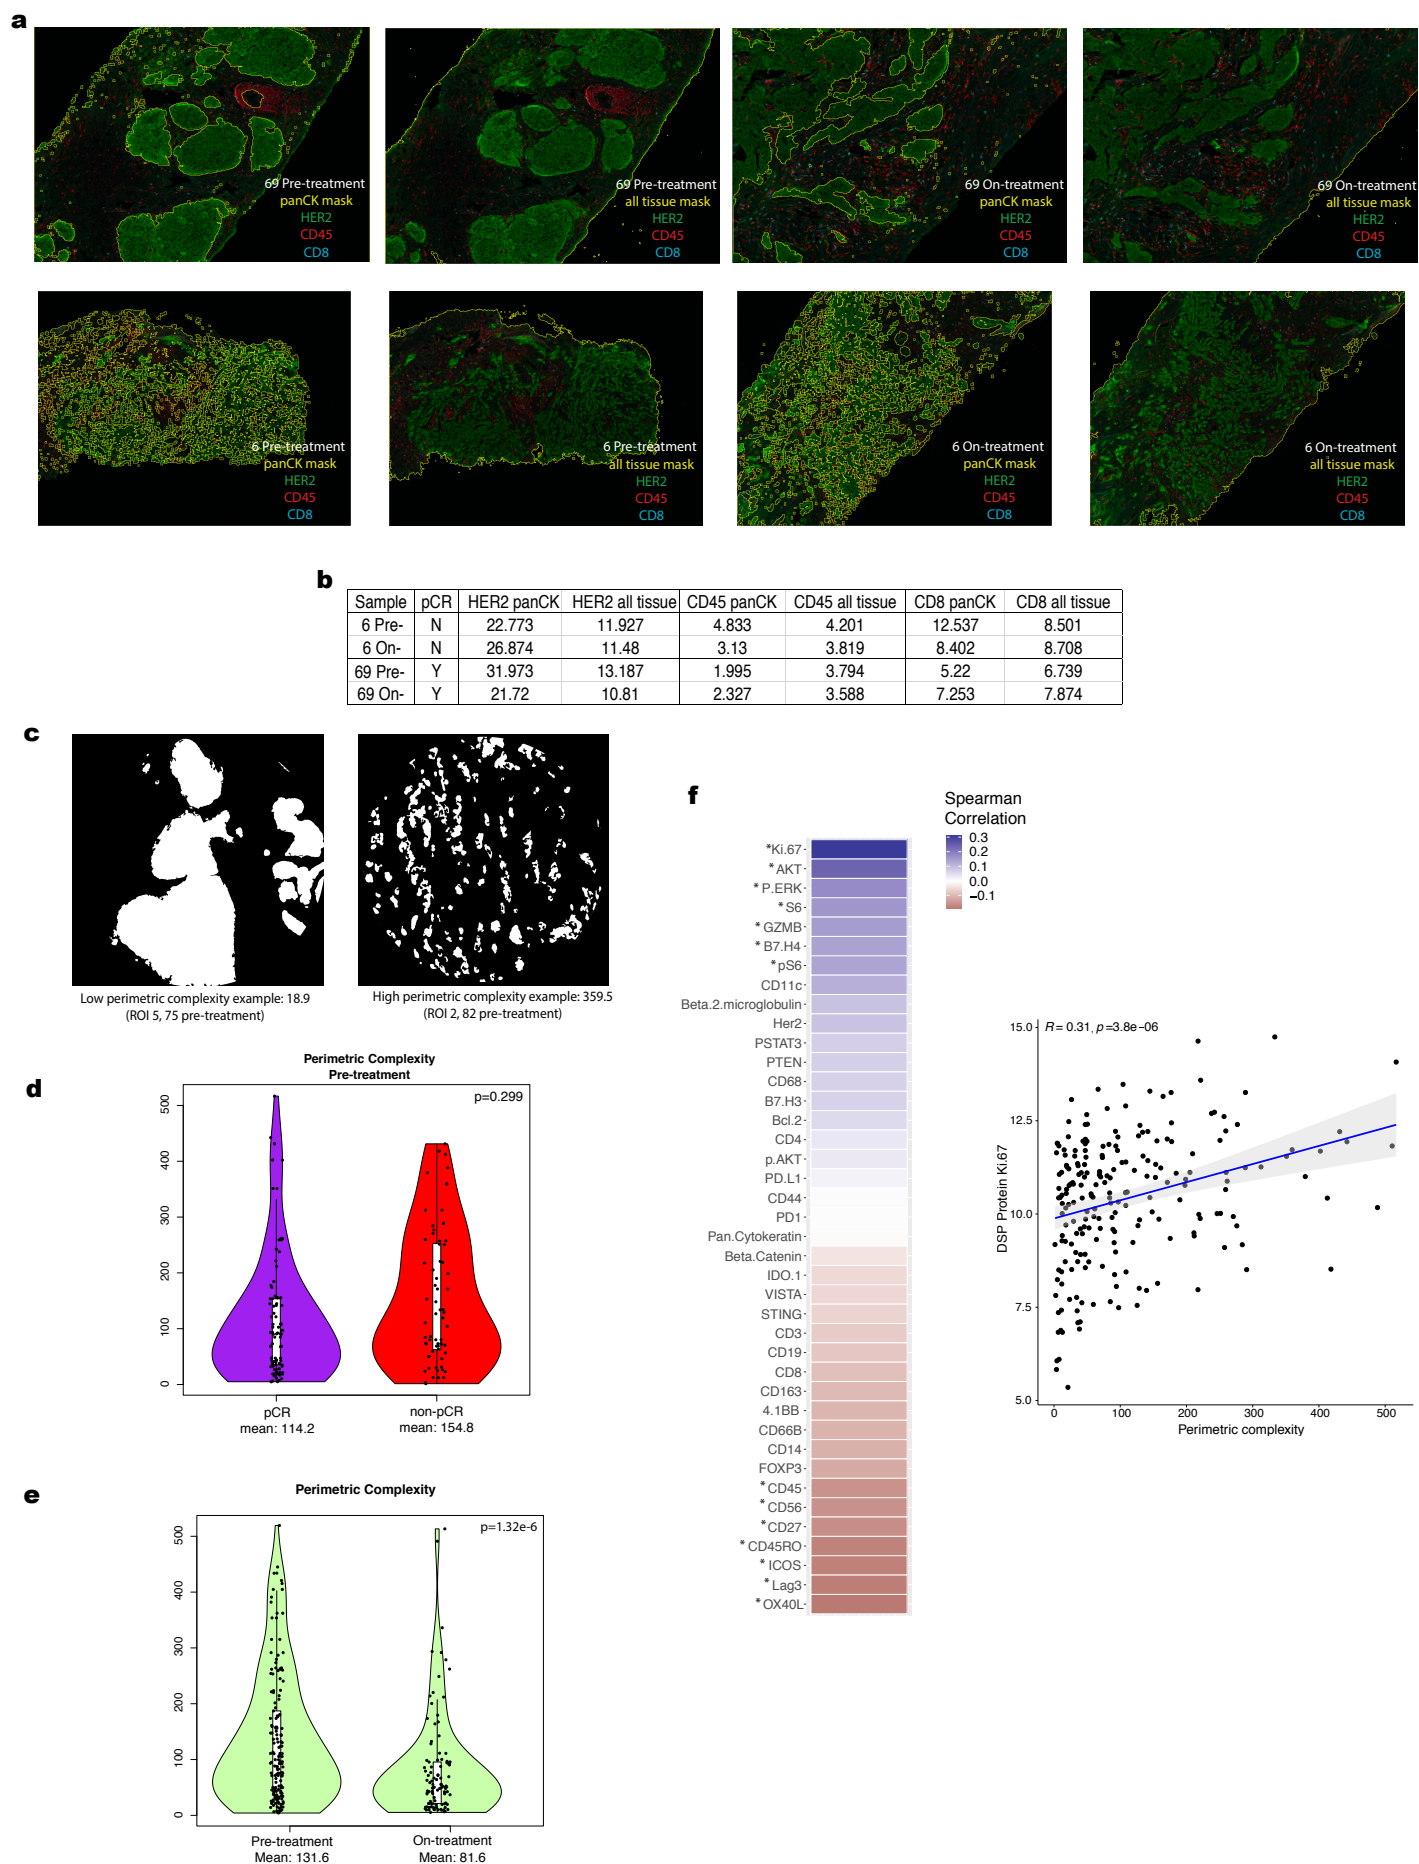 a
69 Pre-treatment
panCK mask
HER2
CD45
CD8
69 Pre-treatment
all tissue mask
HER2
CD45
CD8
69 On-treatment
panCK mask
HER2
CD45
CD8
69 On-treatment
all tissue mask
HER2
CD45
CD8
6 Pre-treatment
panCK mask
HER2
CD45
CD8
6 Pre-treatment
all tissue mask
HER2
CD45
CD8
6 On-treatment
panCK mask
HER2
CD45
CD8
6 On-treatment
all tissue mask
HER2
CD45
CD8
b
Sample pCR HER2 panCK HER2 all tissue CD45 panCK CD45 all tissue CD8 panCK CD8 all tissue
6 Pre- N 22.773 11.927 4.833 4.201 12.537 8.501
6 On- N 26.874 11.48 3.13 3.819 8.402 8.708
69 Pre- Y 31.973 13.187 1.995 3.794 5.22 6.739
69 On- Y 21.72 10.81 2.327 3.588 7.253 7.874
c
Low perimetric complexity example: 18.9
(ROI 5, 75 pre-treatment)
High perimetric complexity example: 359.5
(ROI 2, 82 pre-treatment)
d
Perimetric Complexity
Pre-treatment
p=0.299
500
400
300
200
100
0
pCR
mean: 114.2
non-pCR
mean: 154.8
e
Perimetric Complexity
p=1.32e-6
500
400
300
200
100
0
Pre-treatment
Mean: 131.6
On-treatment
Mean: 81.6
f
Spearman
Correlation
0.3
0.2
0.1
0.0
−0.1
*Ki.67
*AKT
*P.ERK
*S6
*GZMB
*B7.H4
*pS6
CD11c
Beta.2.microglobulin
Her2
PSTAT3
PTEN
CD68
B7.H3
Bcl.2
CD4
p.AKT
PD.L1
CD44
PD1
Pan.Cytokeratin
Beta.Catenin
IDO.1
VISTA
STING
CD3
CD19
CD8
CD163
4.1BB
CD66B
CD14
FOXP3
*CD45
*CD56
*CD27
*CD45RO
*ICOS
*Lag3
*OX40L
R = 0.31, p=3.8e−06
DSP Protein Ki.67
15.0
12.5
10.0
7.5
5.0
0 100 200 300 400 500
Perimetric complexity